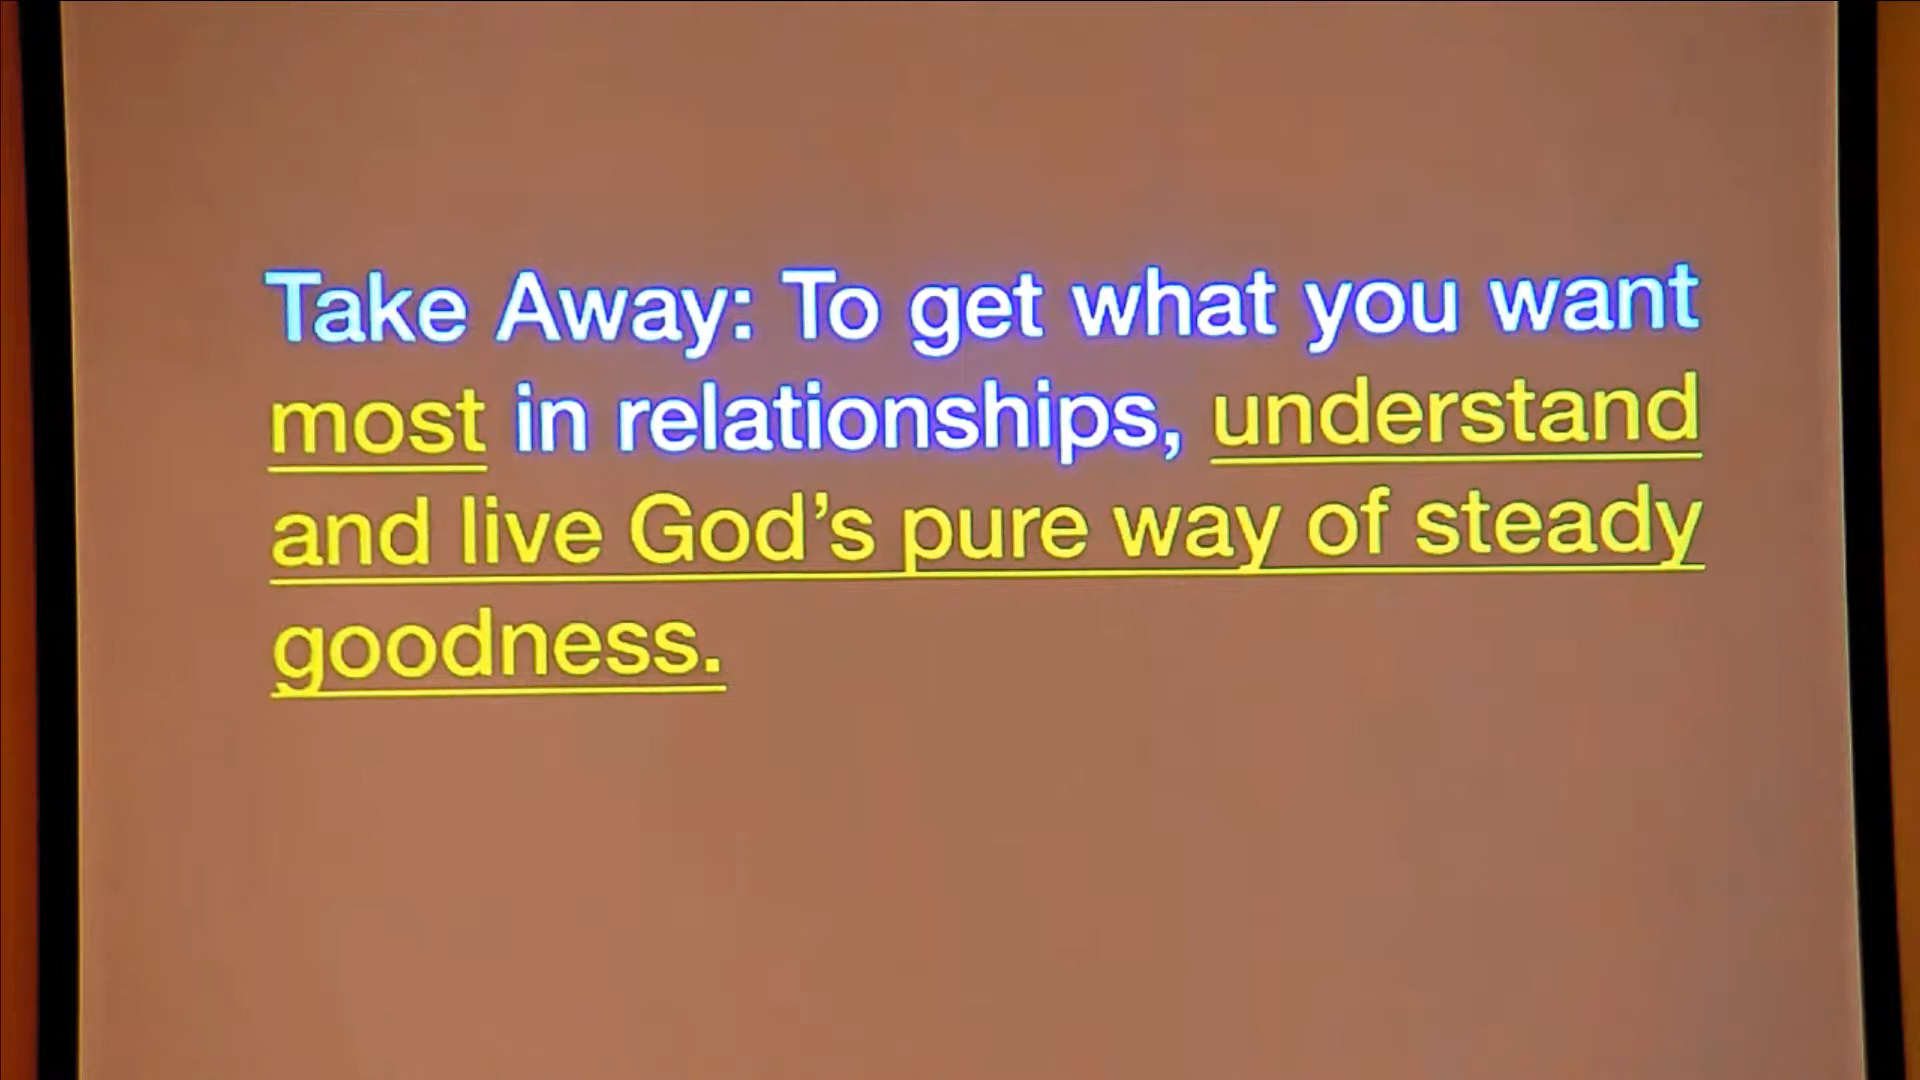 Take Away: To get what you want
most in relationships, understand
and live God's pure way of steady
goodness.